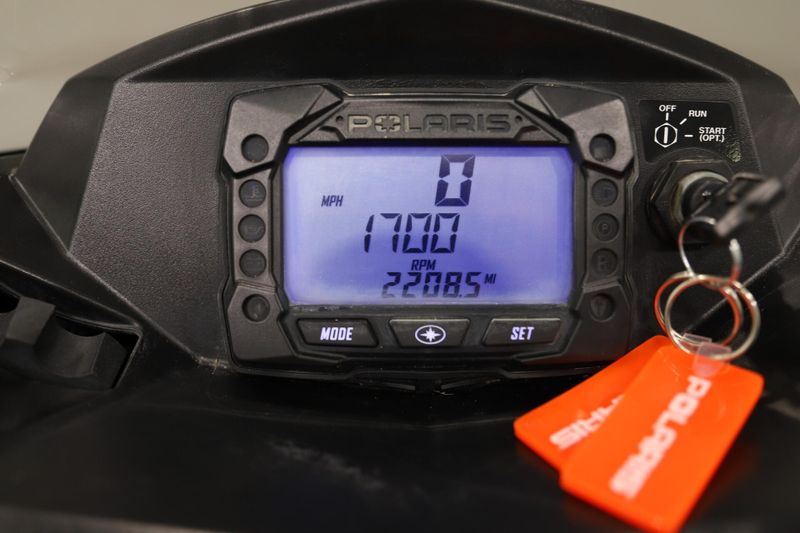 POLARIS
OFF
RUN
START
(OPT.)
0
MPH
1700
RPM
2208.5 MI
MODE
SET
POLARIS